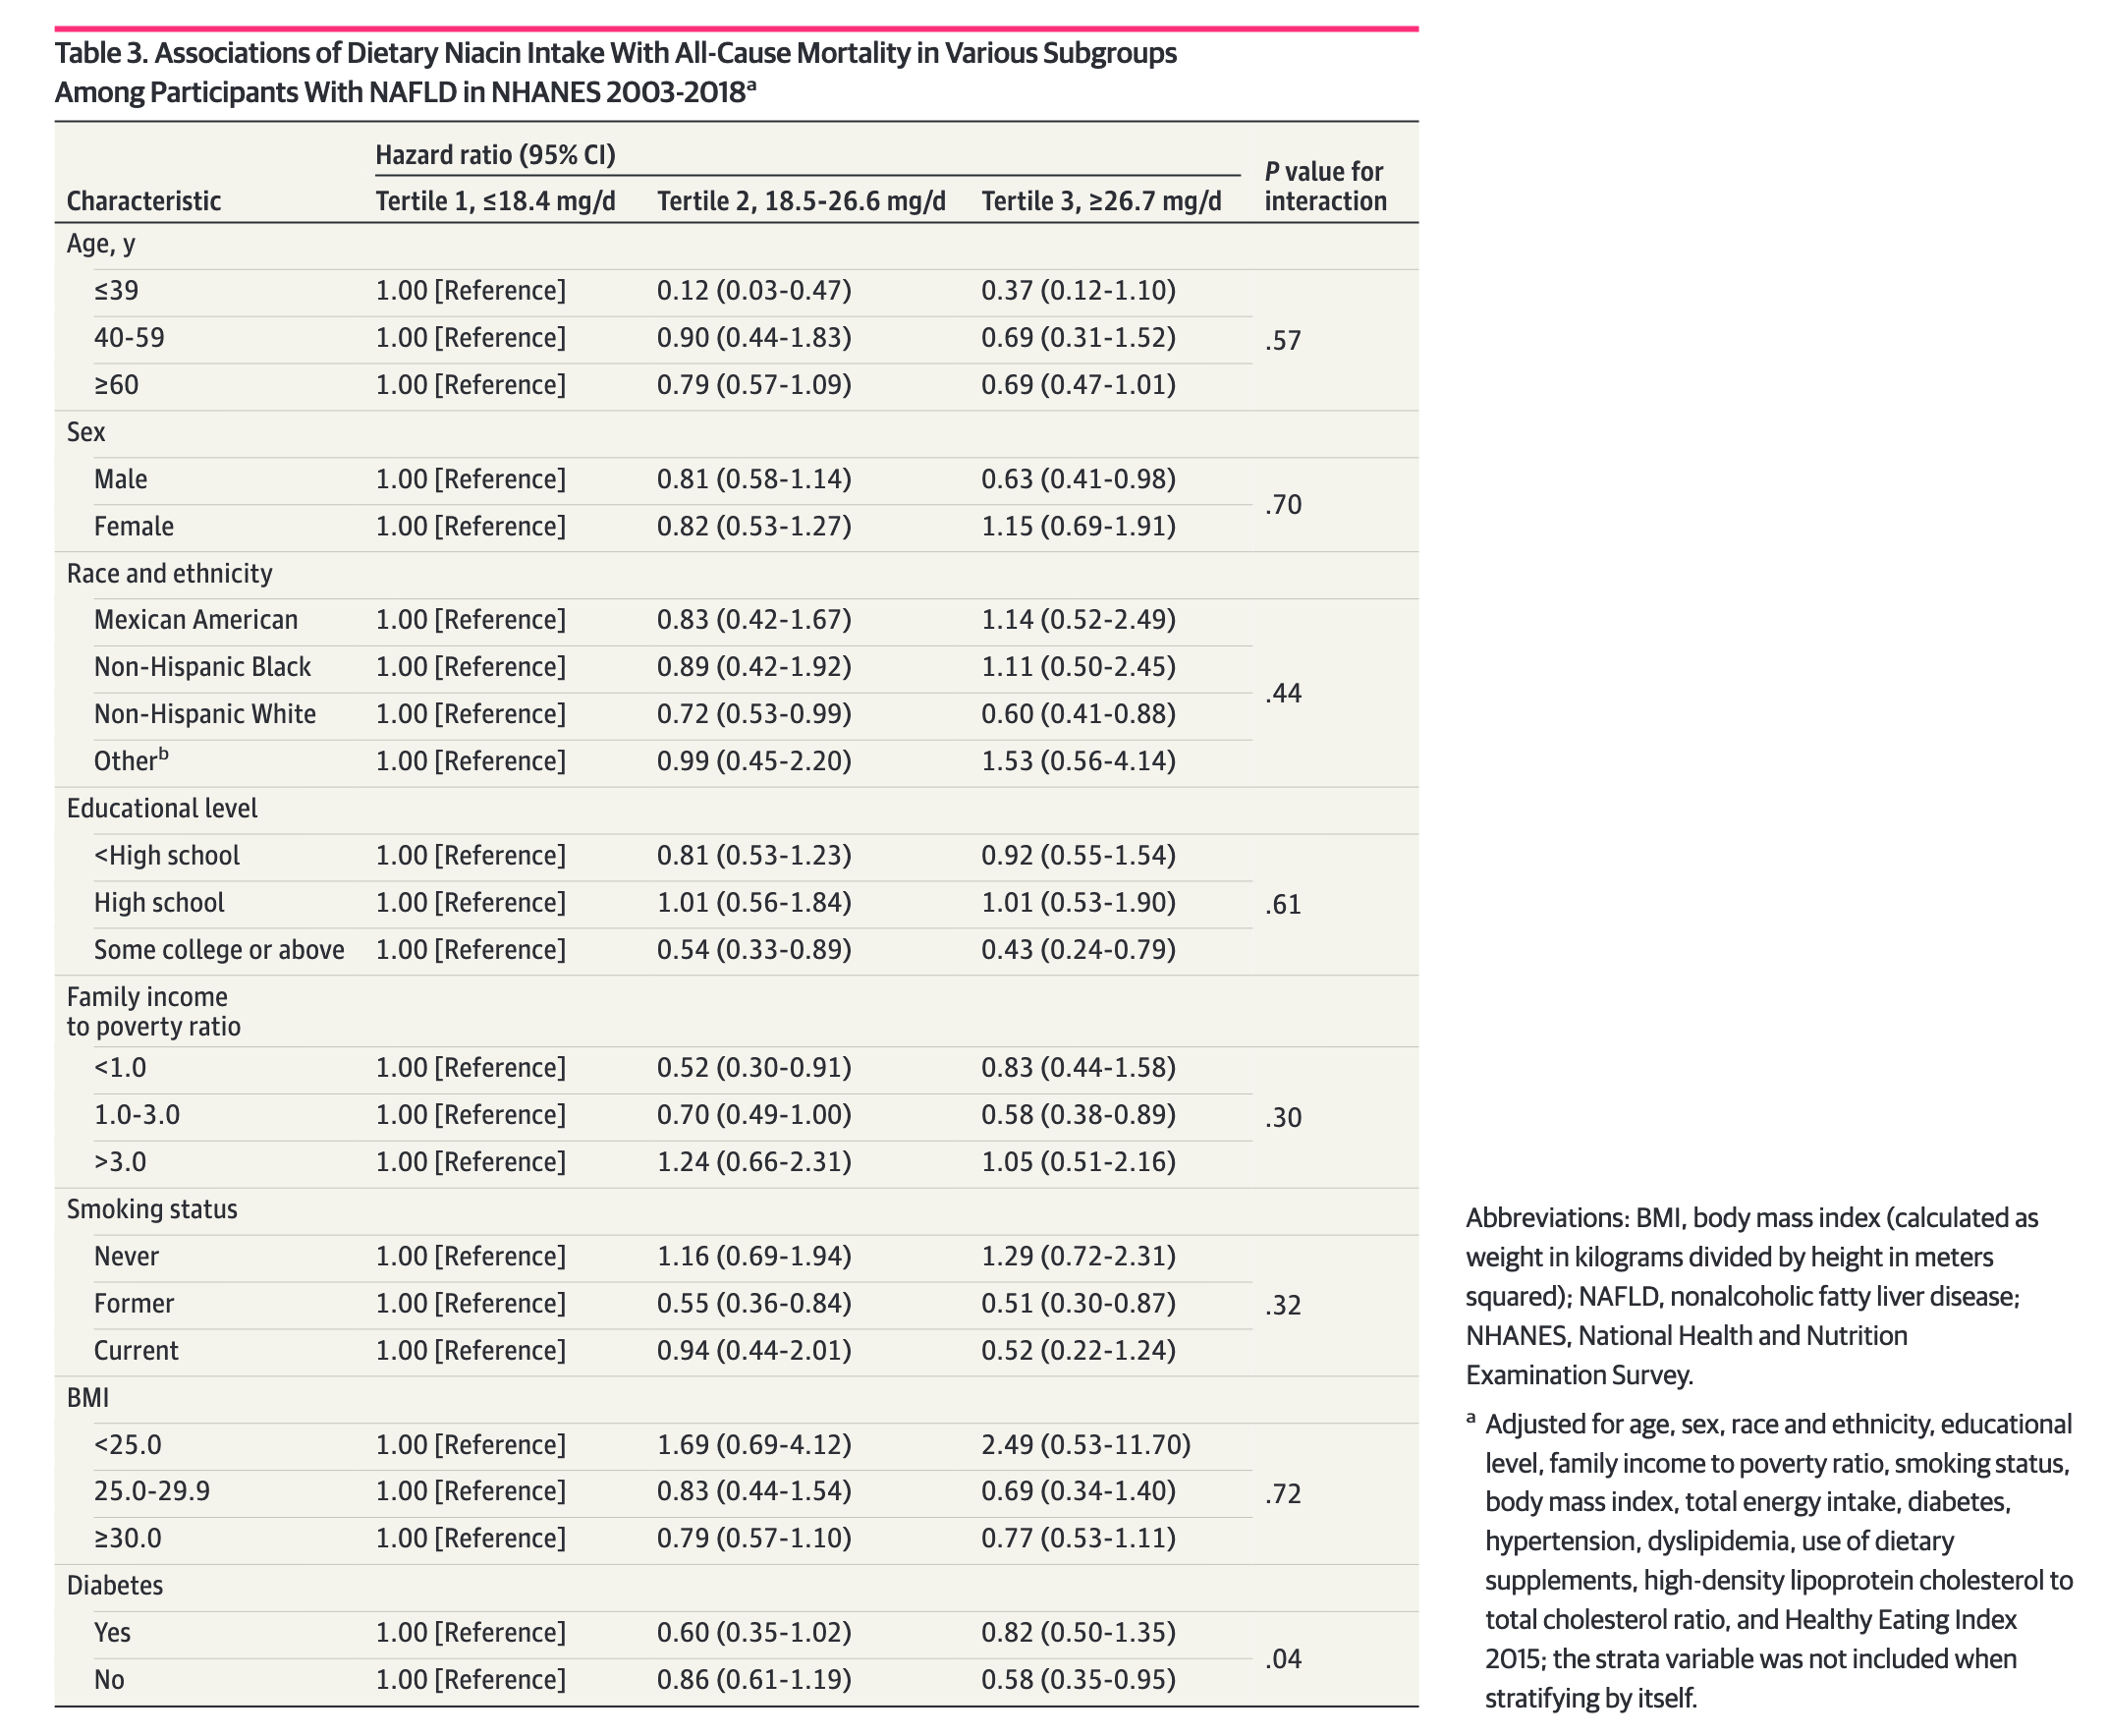 Table 3. Associations of Dietary Niacin Intake With All-Cause Mortality in Various Subgroups
Among Participants With NAFLD in NHANES 2003-2018a
Hazard ratio (95% CI)
P value for
interaction
Characteristic Tertile 1, ≤18.4 mg/d Tertile 2, 18.5-26.6 mg/d Tertile 3, ≥26.7 mg/d
Age, y
≤39 1.00 [Reference] 0.12 (0.03-0.47) 0.37 (0.12-1.10)
40-59 1.00 [Reference] 0.90 (0.44-1.83) 0.69 (0.31-1.52) .57
≥60 1.00 [Reference] 0.79 (0.57-1.09) 0.69 (0.47-1.01)
Sex
Male 1.00 [Reference] 0.81 (0.58-1.14) 0.63 (0.41-0.98)
.70
Female 1.00 [Reference] 0.82 (0.53-1.27) 1.15 (0.69-1.91)
Race and ethnicity
Mexican American 1.00 [Reference] 0.83 (0.42-1.67) 1.14 (0.52-2.49)
Non-Hispanic Black 1.00 [Reference] 0.89 (0.42-1.92) 1.11 (0.50-2.45)
.44
Non-Hispanic White 1.00 [Reference] 0.72 (0.53-0.99) 0.60 (0.41-0.88)
Otherb 1.00 [Reference] 0.99 (0.45-2.20) 1.53 (0.56-4.14)
Educational level
<High school 1.00 [Reference] 0.81 (0.53-1.23) 0.92 (0.55-1.54)
High school 1.00 [Reference] 1.01 (0.56-1.84) 1.01 (0.53-1.90) .61
Some college or above 1.00 [Reference] 0.54 (0.33-0.89) 0.43 (0.24-0.79)
Family income
to poverty ratio
<1.0 1.00 [Reference] 0.52 (0.30-0.91) 0.83 (0.44-1.58)
1.0-3.0 1.00 [Reference] 0.70 (0.49-1.00) 0.58 (0.38-0.89) .30
>3.0 1.00 [Reference] 1.24 (0.66-2.31) 1.05 (0.51-2.16)
Smoking status
Never 1.00 [Reference] 1.16 (0.69-1.94) 1.29 (0.72-2.31)
Former 1.00 [Reference] 0.55 (0.36-0.84) 0.51 (0.30-0.87) .32
Current 1.00 [Reference] 0.94 (0.44-2.01) 0.52 (0.22-1.24)
BMI
<25.0 1.00 [Reference] 1.69 (0.69-4.12) 2.49 (0.53-11.70)
25.0-29.9 1.00 [Reference] 0.83 (0.44-1.54) 0.69 (0.34-1.40) .72
≥30.0 1.00 [Reference] 0.79 (0.57-1.10) 0.77 (0.53-1.11)
Diabetes
Yes 1.00 [Reference] 0.60 (0.35-1.02) 0.82 (0.50-1.35)
.04
No 1.00 [Reference] 0.86 (0.61-1.19) 0.58 (0.35-0.95)
Abbreviations: BMI, body mass index (calculated as
weight in kilograms divided by height in meters
squared); NAFLD, nonalcoholic fatty liver disease;
NHANES, National Health and Nutrition
Examination Survey.
a Adjusted for age, sex, race and ethnicity, educational
level, family income to poverty ratio, smoking status,
body mass index, total energy intake, diabetes,
hypertension, dyslipidemia, use of dietary
supplements, high-density lipoprotein cholesterol to
total cholesterol ratio, and Healthy Eating Index
2015; the strata variable was not included when
stratifying by itself.